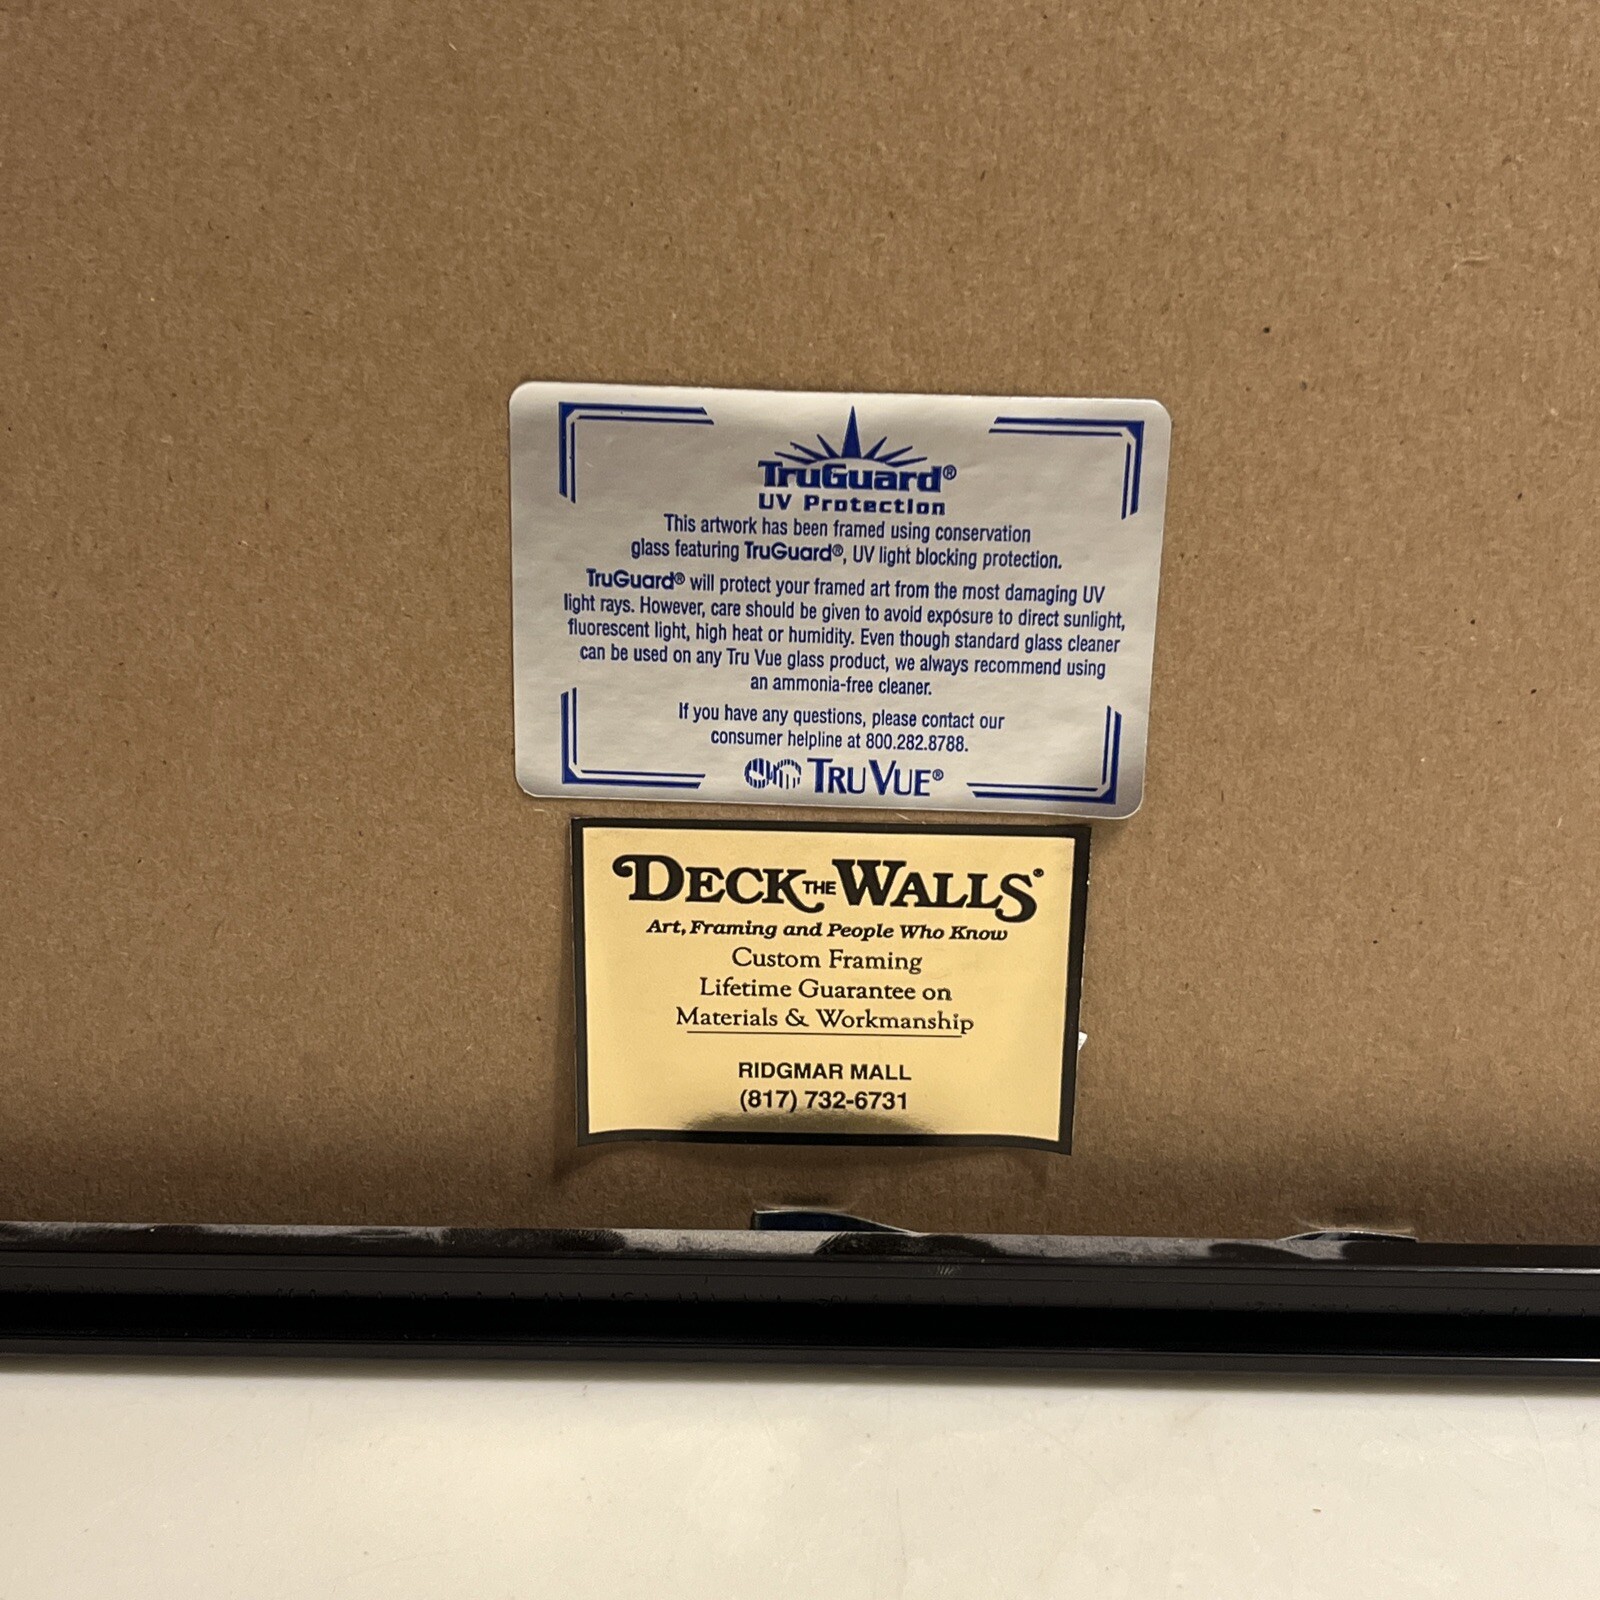 TruGuard®
UV Protection
This artwork has been framed using conservation
glass featuring TruGuard®, UV light blocking protection.
TruGuard® will protect your framed art from the most damaging UV
light rays. However, care should be given to avoid exposure to direct sunlight,
fluorescent light, high heat or humidity. Even though standard glass cleaner
can be used on any Tru Vue glass product, we always recommend using
an ammonia-free cleaner.
If you have any questions, please contact our
consumer helpline at 800.282.8788.
TRU VUE®
DECK THE WALLS®
Art, Framing and People Who Know
Custom Framing
Lifetime Guarantee on
Materials & Workmanship
RIDGMAR MALL
(817) 732-6731